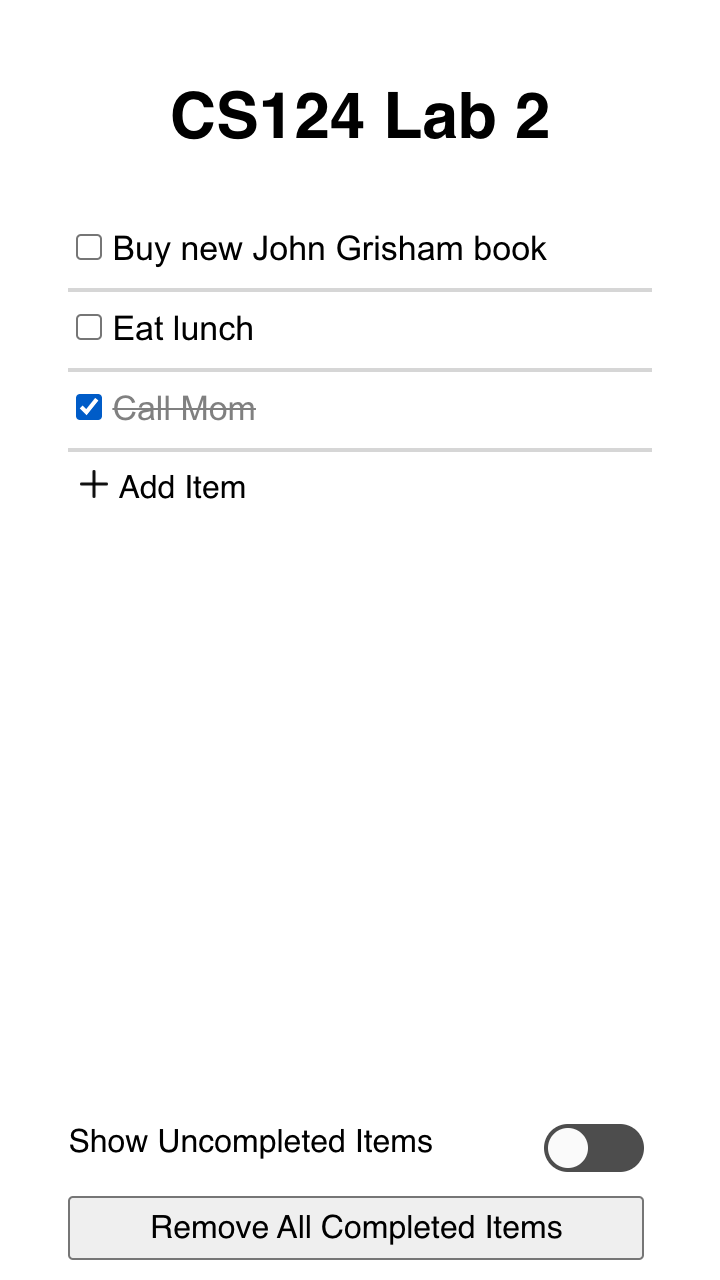 CS124 Lab 2
Buy new John Grisham book
Eat lunch
Call Mom
Add Item
Show Uncompleted Items
Remove All Completed Items